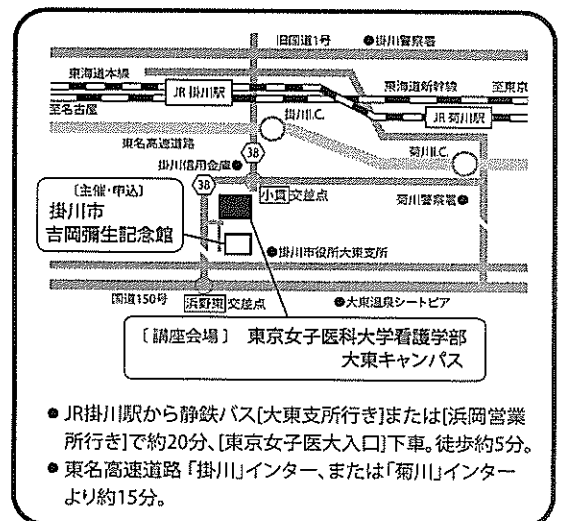 旧国道1号
●掛川警察署
東海道本線
JR 掛川駅
東海道新幹線
至東京
至名古屋
掛川I.C.
JR 菊川駅
東名高速道路
菊川I.C.
掛川信用金庫●
38
38
小貫交差点
菊川警察署●
〔主催・申込〕
掛川市
吉岡彌生記念館
●掛川市役所大東支所
国道150号
浜野東交差点
●大東温泉シートピア
〔講座会場〕 東京女子医科大学看護学部
大東キャンパス
● JR掛川駅から静鉄バス[大東支所行き]または[浜岡営業
所行き]で約20分、[東京女子医大入口]下車。徒歩約5分。
● 東名高速道路「掛川」インター、または「菊川」インター
より約15分。